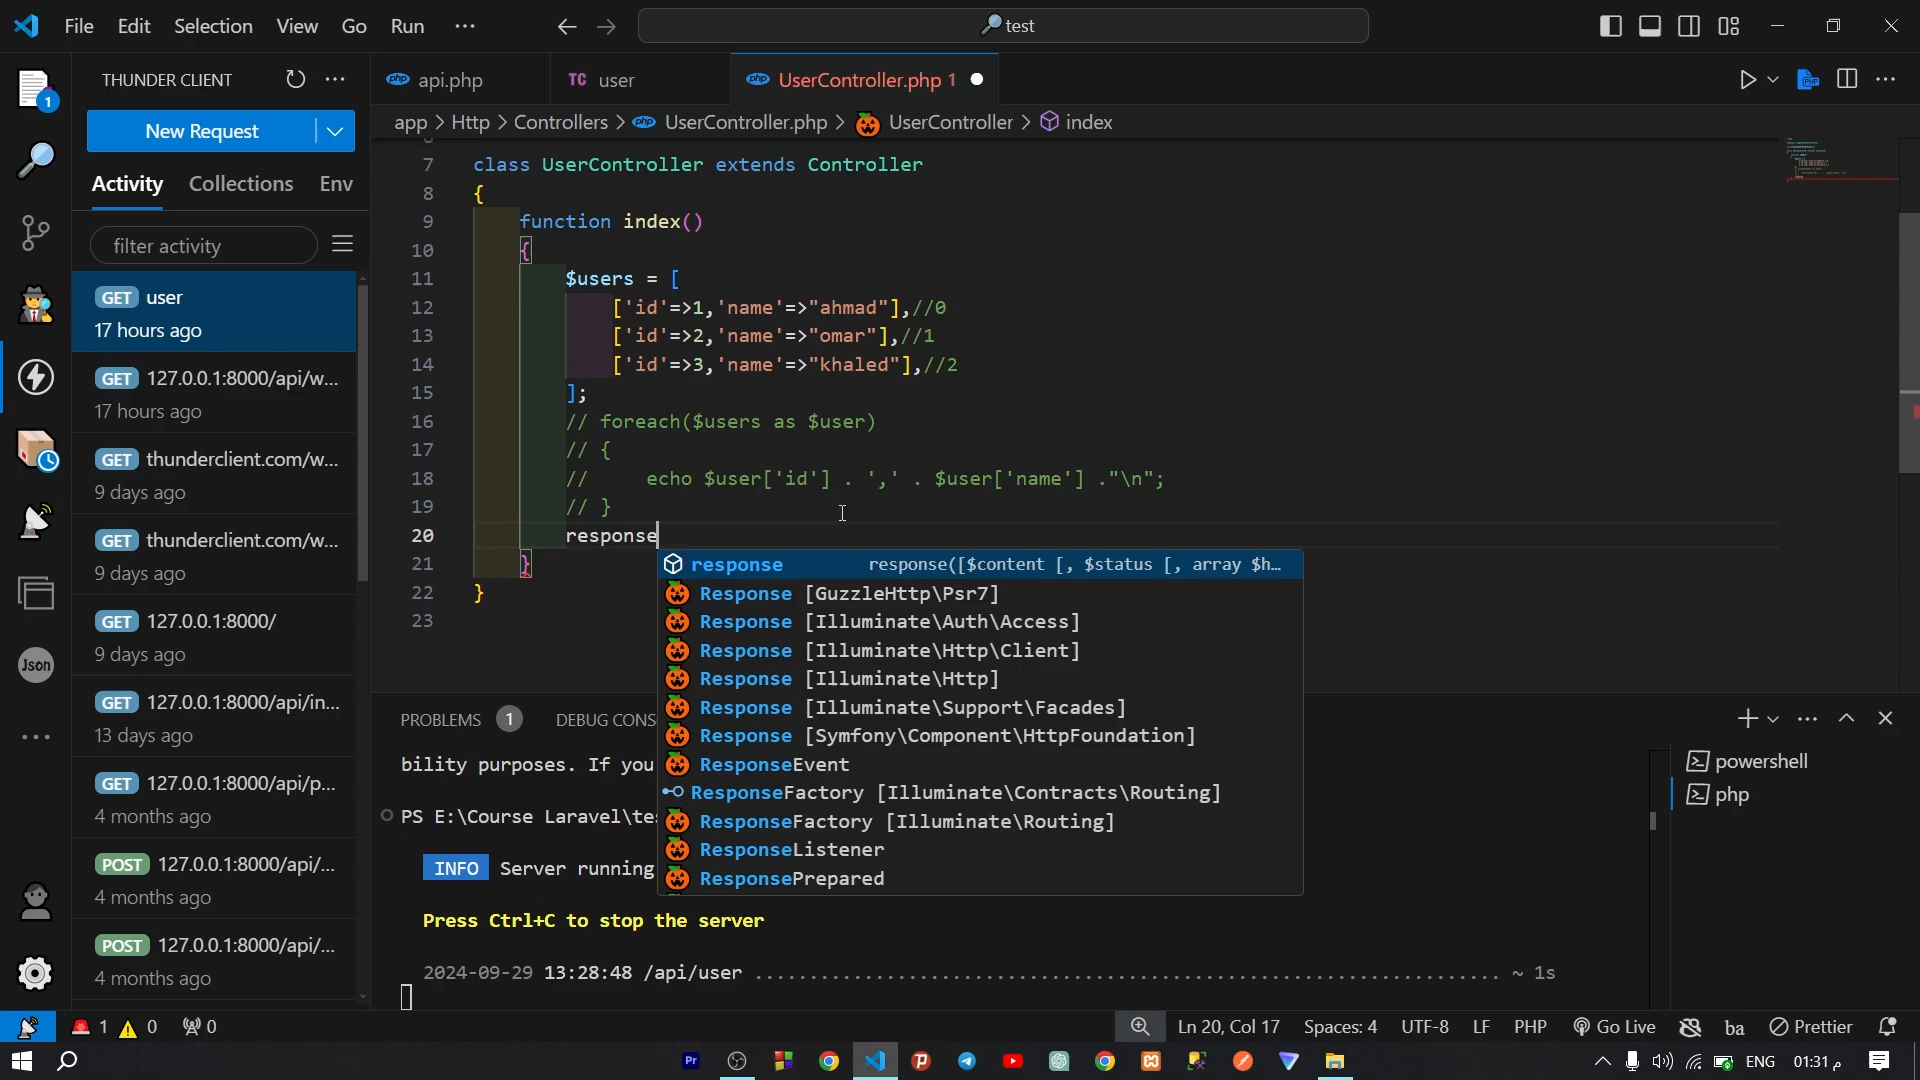 File Edit Selection View Go Run ···
test
THUNDER CLIENT
New Request
Activity Collections Env
filter activity
GET user
17 hours ago
GET 127.0.0.1:8000/api/w...
17 hours ago
GET thunderclient.com/w...
9 days ago
GET thunderclient.com/w...
9 days ago
GET 127.0.0.1:8000/
9 days ago
GET 127.0.0.1:8000/api/in...
13 days ago
GET 127.0.0.1:8000/api/p...
4 months ago
POST 127.0.0.1:8000/api/...
4 months ago
POST 127.0.0.1:8000/api/...
4 months ago
1
Json
php api.php TC user php UserController.php 1
app > Http > Controllers > php UserController.php > UserController > index
7 class UserController extends Controller
8 {
9 function index()
10 {
11 $users = [
12 ['id'=>1,'name'=>"ahmad"],//0
13 ['id'=>2,'name'=>"omar"],//1
14 ['id'=>3,'name'=>"khaled"],//2
15 ];
16 // foreach($users as $user)
17 // {
18 // echo $user['id'] . ',' . $user['name'] ."\n";
19 // }
20 response
21 }
22 }
23
response response([$content [, $status [, array $h...
Response [GuzzleHttp\Psr7]
Response [Illuminate\Auth\Access]
Response [Illuminate\Http\Client]
Response [Illuminate\Http]
Response [Illuminate\Support\Facades]
Response [Symfony\Component\HttpFoundation]
ResponseEvent
ResponseFactory [Illuminate\Contracts\Routing]
ResponseFactory [Illuminate\Routing]
ResponseListener
ResponsePrepared
PROBLEMS 1 DEBUG CONS
bility purposes. If you
PS E:\Course Laravel\te
INFO Server running
Press Ctrl+C to stop the server
2024-09-29 13:28:48 /api/user .................................................................. ~ 1s
powershell
php
1 0 0
Ln 20, Col 17 Spaces: 4 UTF-8 LF PHP Go Live ba Prettier
Pr
ENG 01:31 م